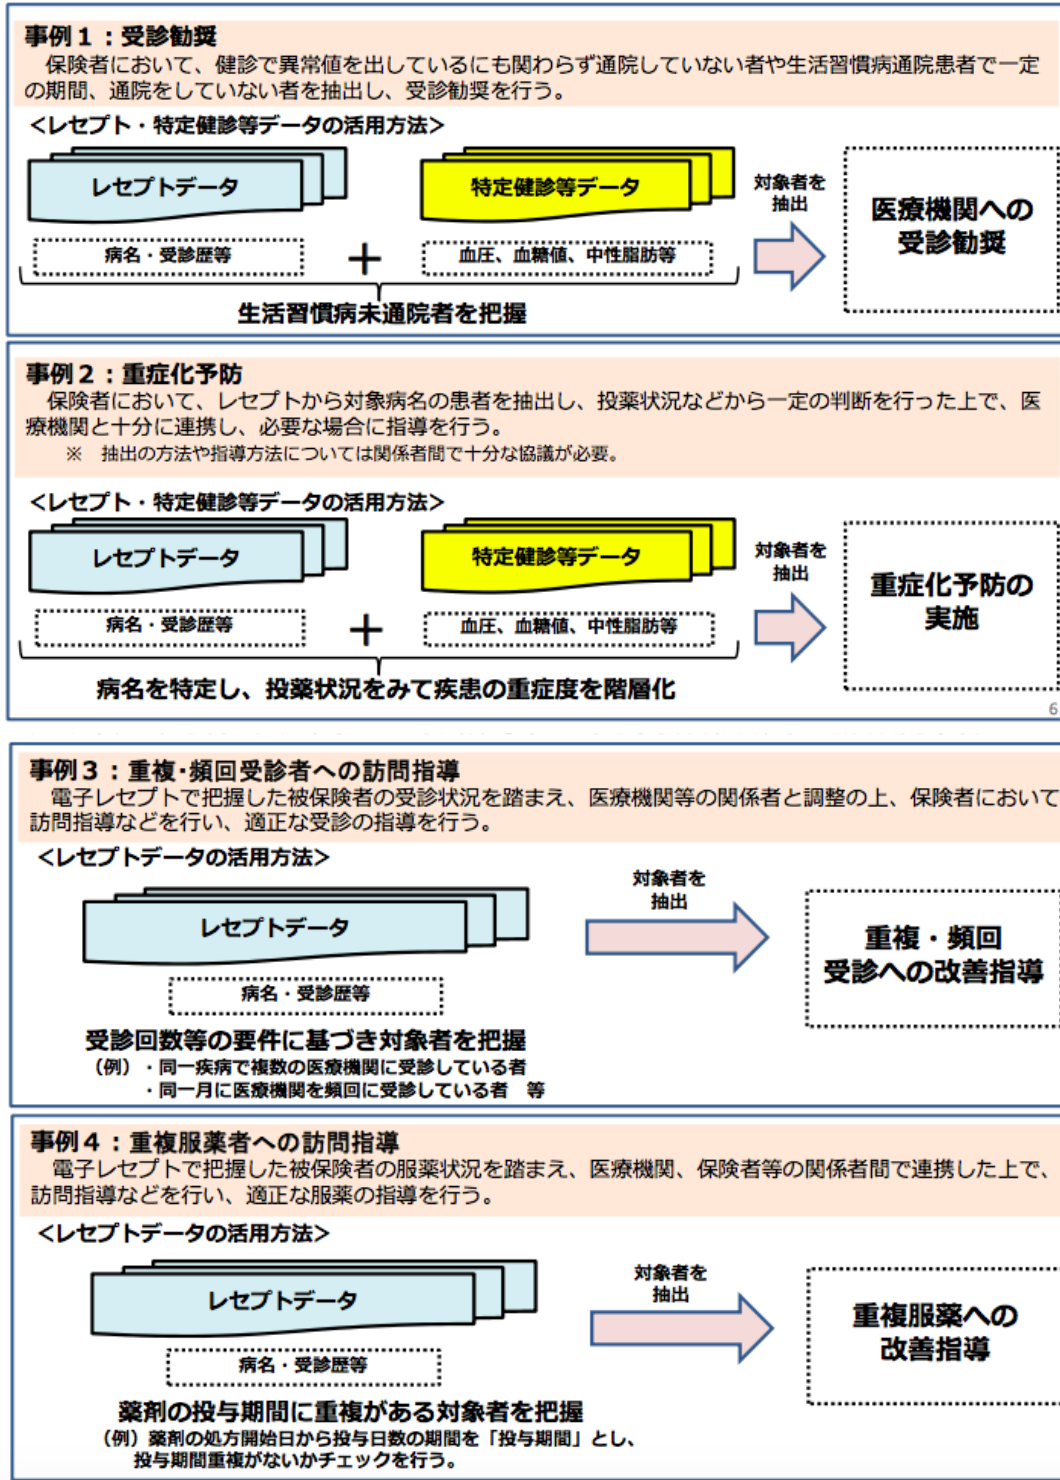 事例１：受診勧奨
保険者において、健診で異常値を出しているにも関わらず通院していない者や生活習慣病通院患者で一定
の期間、通院をしていない者を抽出し、受診勧奨を行う。
＜レセプト・特定健診等データの活用方法＞
レセプトデータ
特定健診等データ
対象者を
抽出
医療機関への
受診勧奨
病名・受診歴等
＋
血圧、血糖値、中性脂肪等
生活習慣病未通院者を把握
事例２：重症化予防
保険者において、レセプトから対象病名の患者を抽出し、投薬状況などから一定の判断を行った上で、医
療機関と十分に連携し、必要な場合に指導を行う。
※　抽出の方法や指導方法については関係者間で十分な協議が必要。
＜レセプト・特定健診等データの活用方法＞
レセプトデータ
特定健診等データ
対象者を
抽出
重症化予防の
実施
病名・受診歴等
＋
血圧、血糖値、中性脂肪等
病名を特定し、投薬状況をみて疾患の重症度を階層化
6
事例３：重複・頻回受診者への訪問指導
電子レセプトで把握した被保険者の受診状況を踏まえ、医療機関等の関係者と調整の上、保険者において
訪問指導などを行い、適正な受診の指導を行う。
＜レセプトデータの活用方法＞
レセプトデータ
対象者を
抽出
重複・頻回
受診への改善指導
病名・受診歴等
受診回数等の要件に基づき対象者を把握
（例）・同一疾病で複数の医療機関に受診している者
・同一月に医療機関を頻回に受診している者　等
事例４：重複服薬者への訪問指導
電子レセプトで把握した被保険者の服薬状況を踏まえ、医療機関、保険者等の関係者間で連携した上で、
訪問指導などを行い、適正な服薬の指導を行う。
＜レセプトデータの活用方法＞
レセプトデータ
対象者を
抽出
重複服薬への
改善指導
病名・受診歴等
薬剤の投与期間に重複がある対象者を把握
（例）薬剤の処方開始日から投与日数の期間を「投与期間」とし、
投与期間重複がないかチェックを行う。